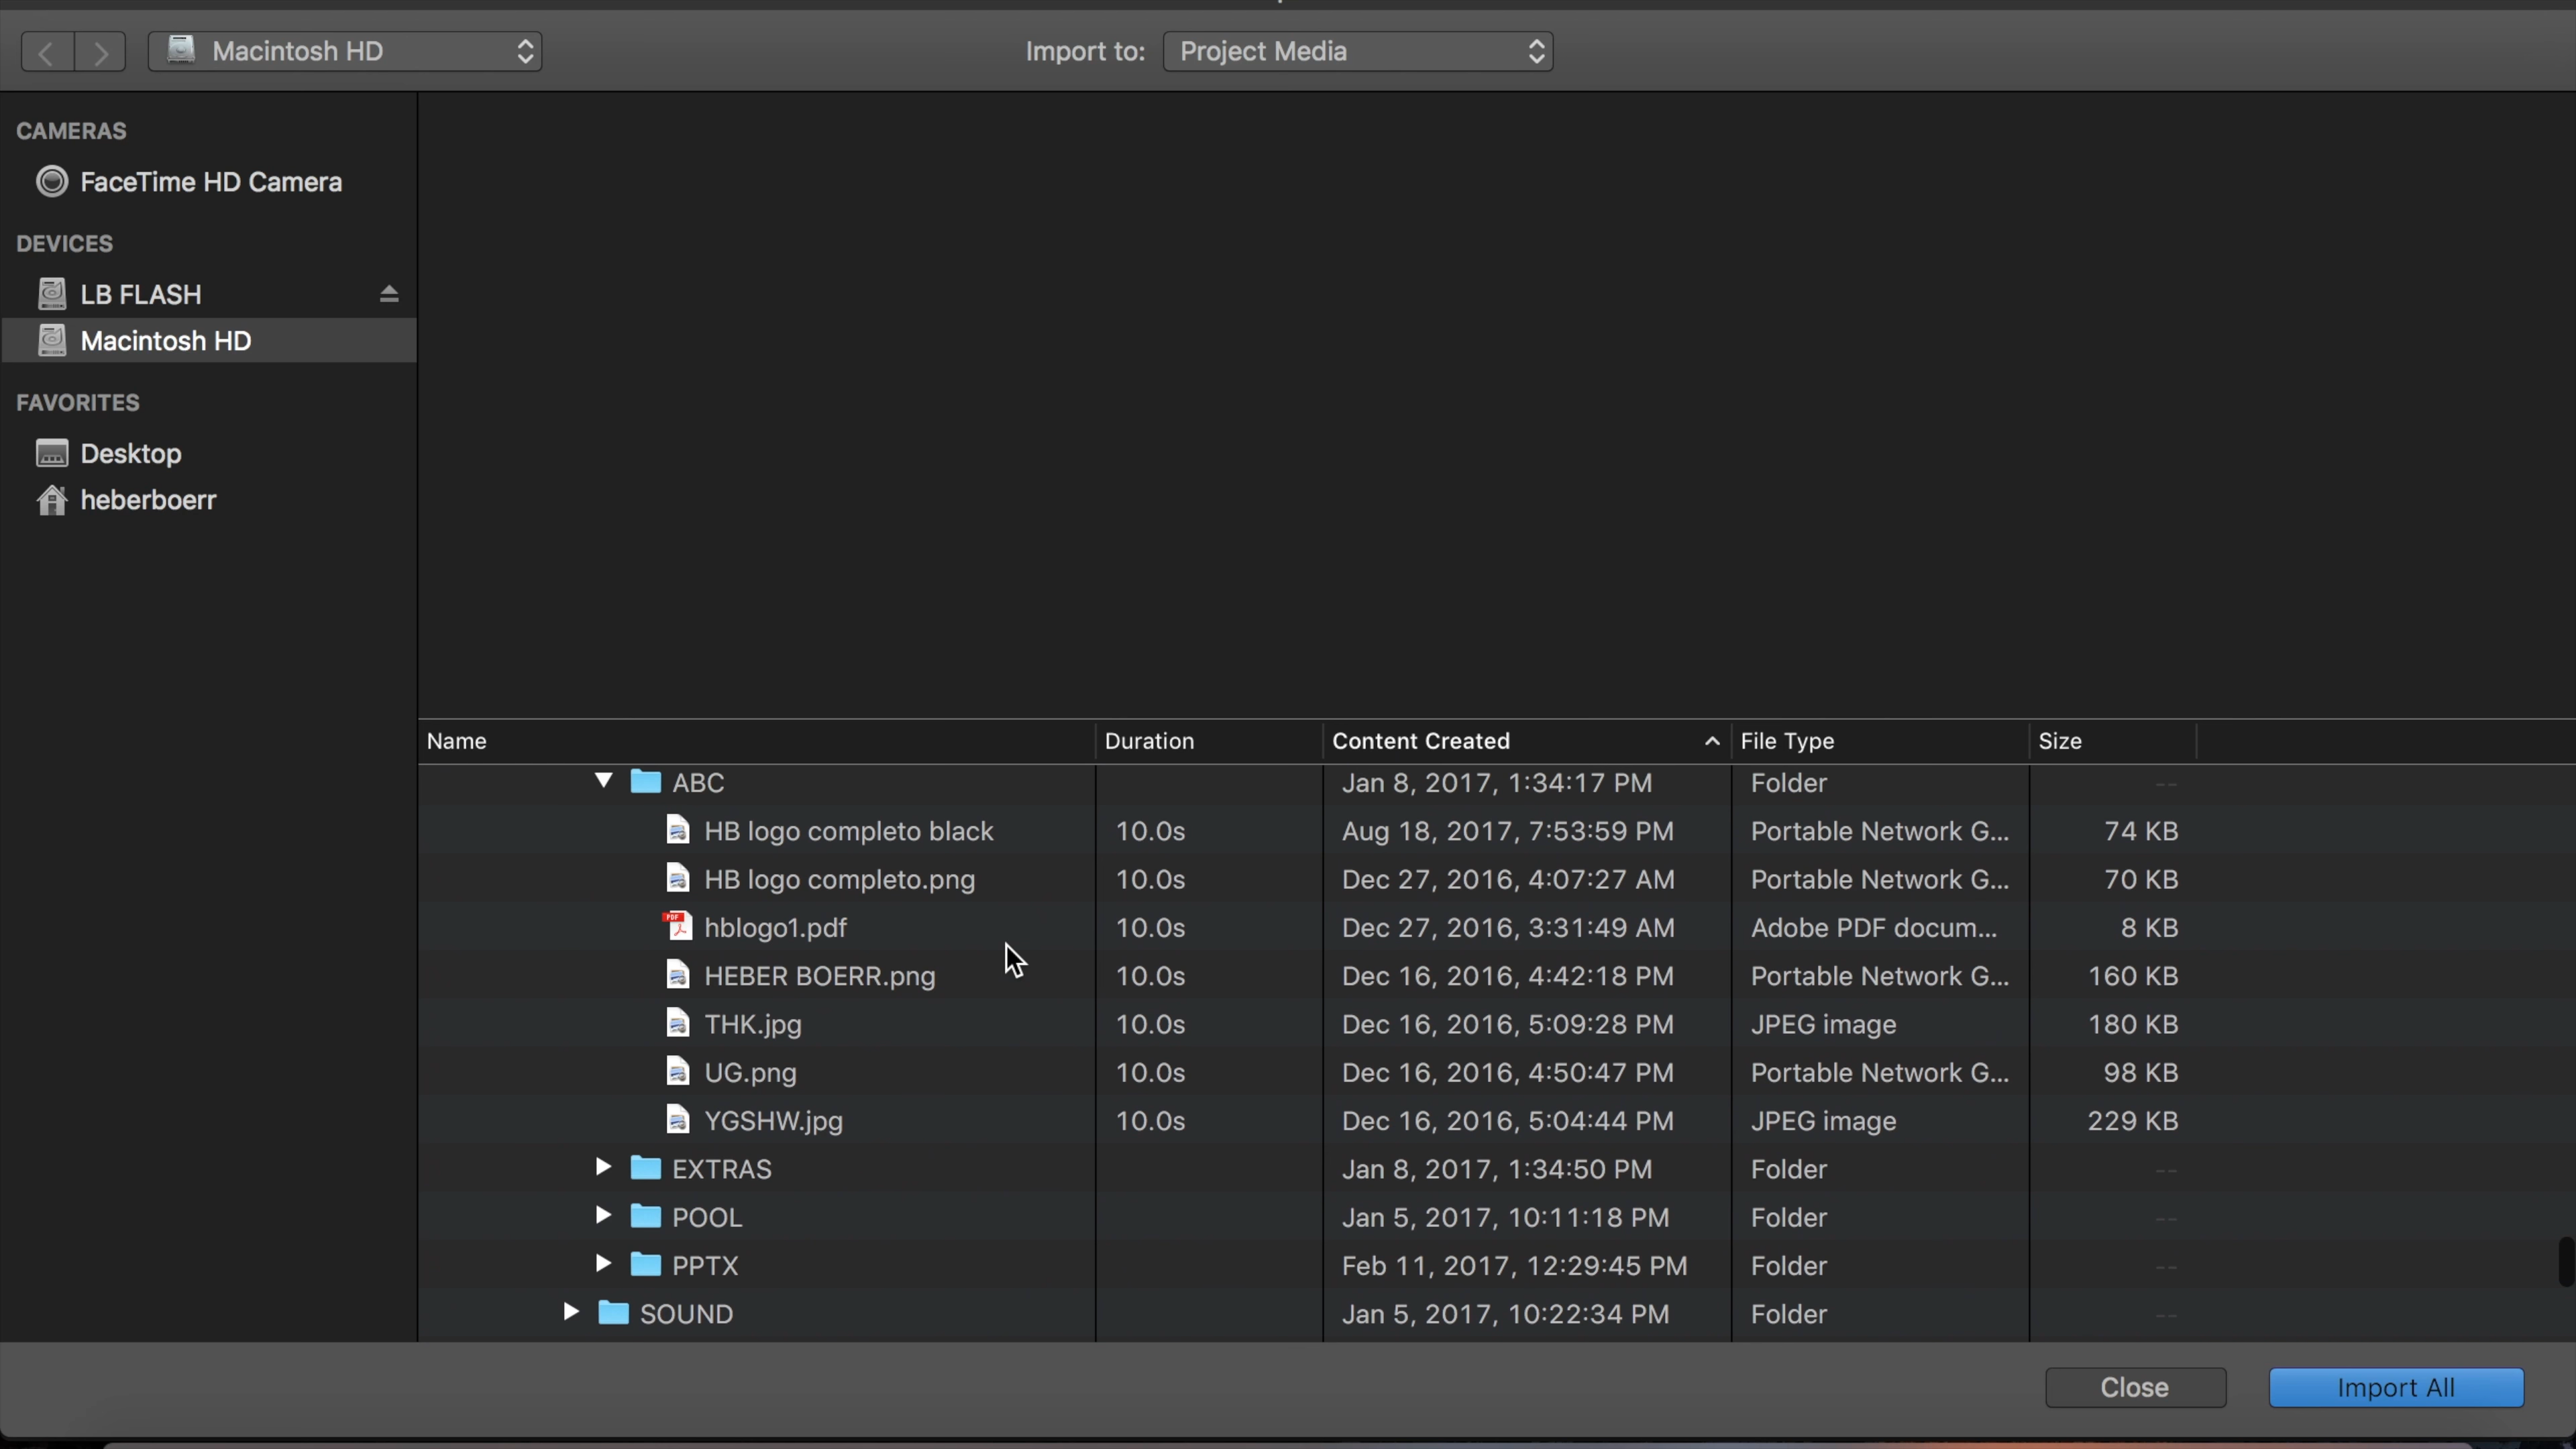 Macintosh HD
Import to: Project Media
CAMERAS
FaceTime HD Camera
DEVICES
LB FLASH
Macintosh HD
FAVORITES
Desktop
heberboerr
Name Duration Content Created File Type Size
ABC Jan 8, 2017, 1:34:17 PM Folder --
HB logo completo black 10.0s Aug 18, 2017, 7:53:59 PM Portable Network G... 74 KB
HB logo completo.png 10.0s Dec 27, 2016, 4:07:27 AM Portable Network G... 70 KB
PDF hblogo1.pdf 10.0s Dec 27, 2016, 3:31:49 AM Adobe PDF docum... 8 KB
HEBER BOERR.png 10.0s Dec 16, 2016, 4:42:18 PM Portable Network G... 160 KB
THK.jpg 10.0s Dec 16, 2016, 5:09:28 PM JPEG image 180 KB
UG.png 10.0s Dec 16, 2016, 4:50:47 PM Portable Network G... 98 KB
YGSHW.jpg 10.0s Dec 16, 2016, 5:04:44 PM JPEG image 229 KB
EXTRAS Jan 8, 2017, 1:34:50 PM Folder --
POOL Jan 5, 2017, 10:11:18 PM Folder --
PPTX Feb 11, 2017, 12:29:45 PM Folder --
SOUND Jan 5, 2017, 10:22:34 PM Folder --
Close Import All